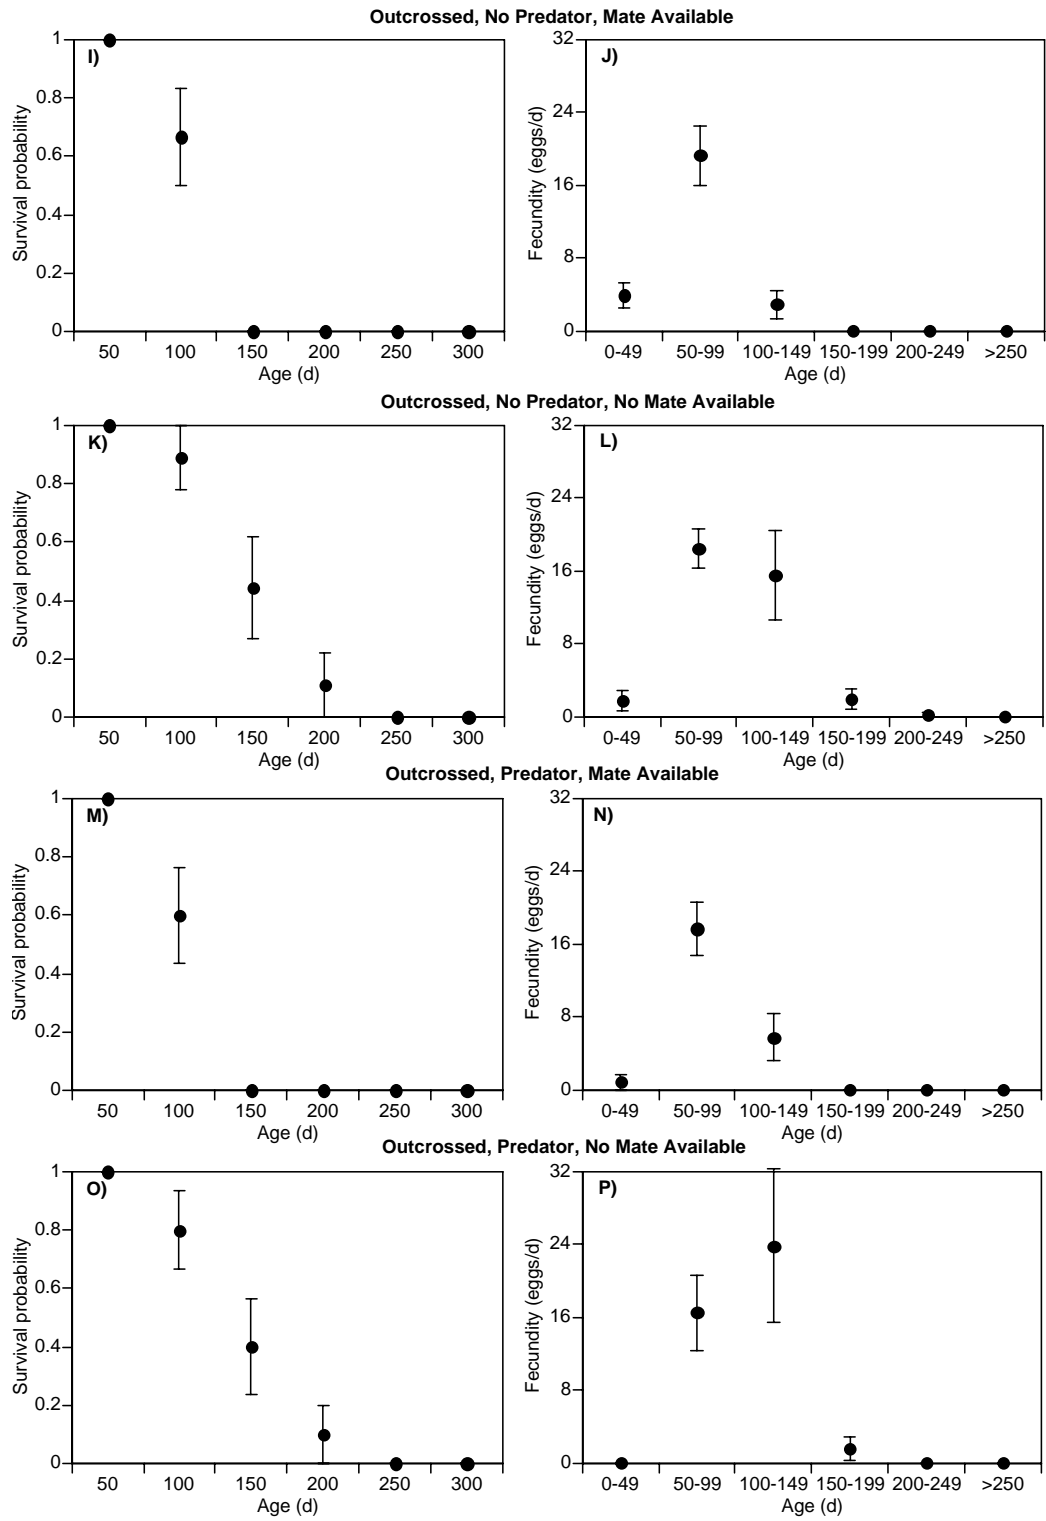 Outcrossed, No Predator, Mate Available
I)
Survival probability
1
0.8
0.6
0.4
0.2
0
50 100 150 200 250 300
Age (d)
J)
Fecundity (eggs/d)
32
24
16
8
0
0-49 50-99 100-149 150-199 200-249 >250
Age (d)
Outcrossed, No Predator, No Mate Available
K)
Survival probability
1
0.8
0.6
0.4
0.2
0
50 100 150 200 250 300
Age (d)
L)
Fecundity (eggs/d)
32
24
16
8
0
0-49 50-99 100-149 150-199 200-249 >250
Age (d)
Outcrossed, Predator, Mate Available
M)
Survival probability
1
0.8
0.6
0.4
0.2
0
50 100 150 200 250 300
Age (d)
N)
Fecundity (eggs/d)
32
24
16
8
0
0-49 50-99 100-149 150-199 200-249 >250
Age (d)
Outcrossed, Predator, No Mate Available
O)
Survival probability
1
0.8
0.6
0.4
0.2
0
50 100 150 200 250 300
Age (d)
P)
Fecundity (eggs/d)
32
24
16
8
0
0-49 50-99 100-149 150-199 200-249 >250
Age (d)